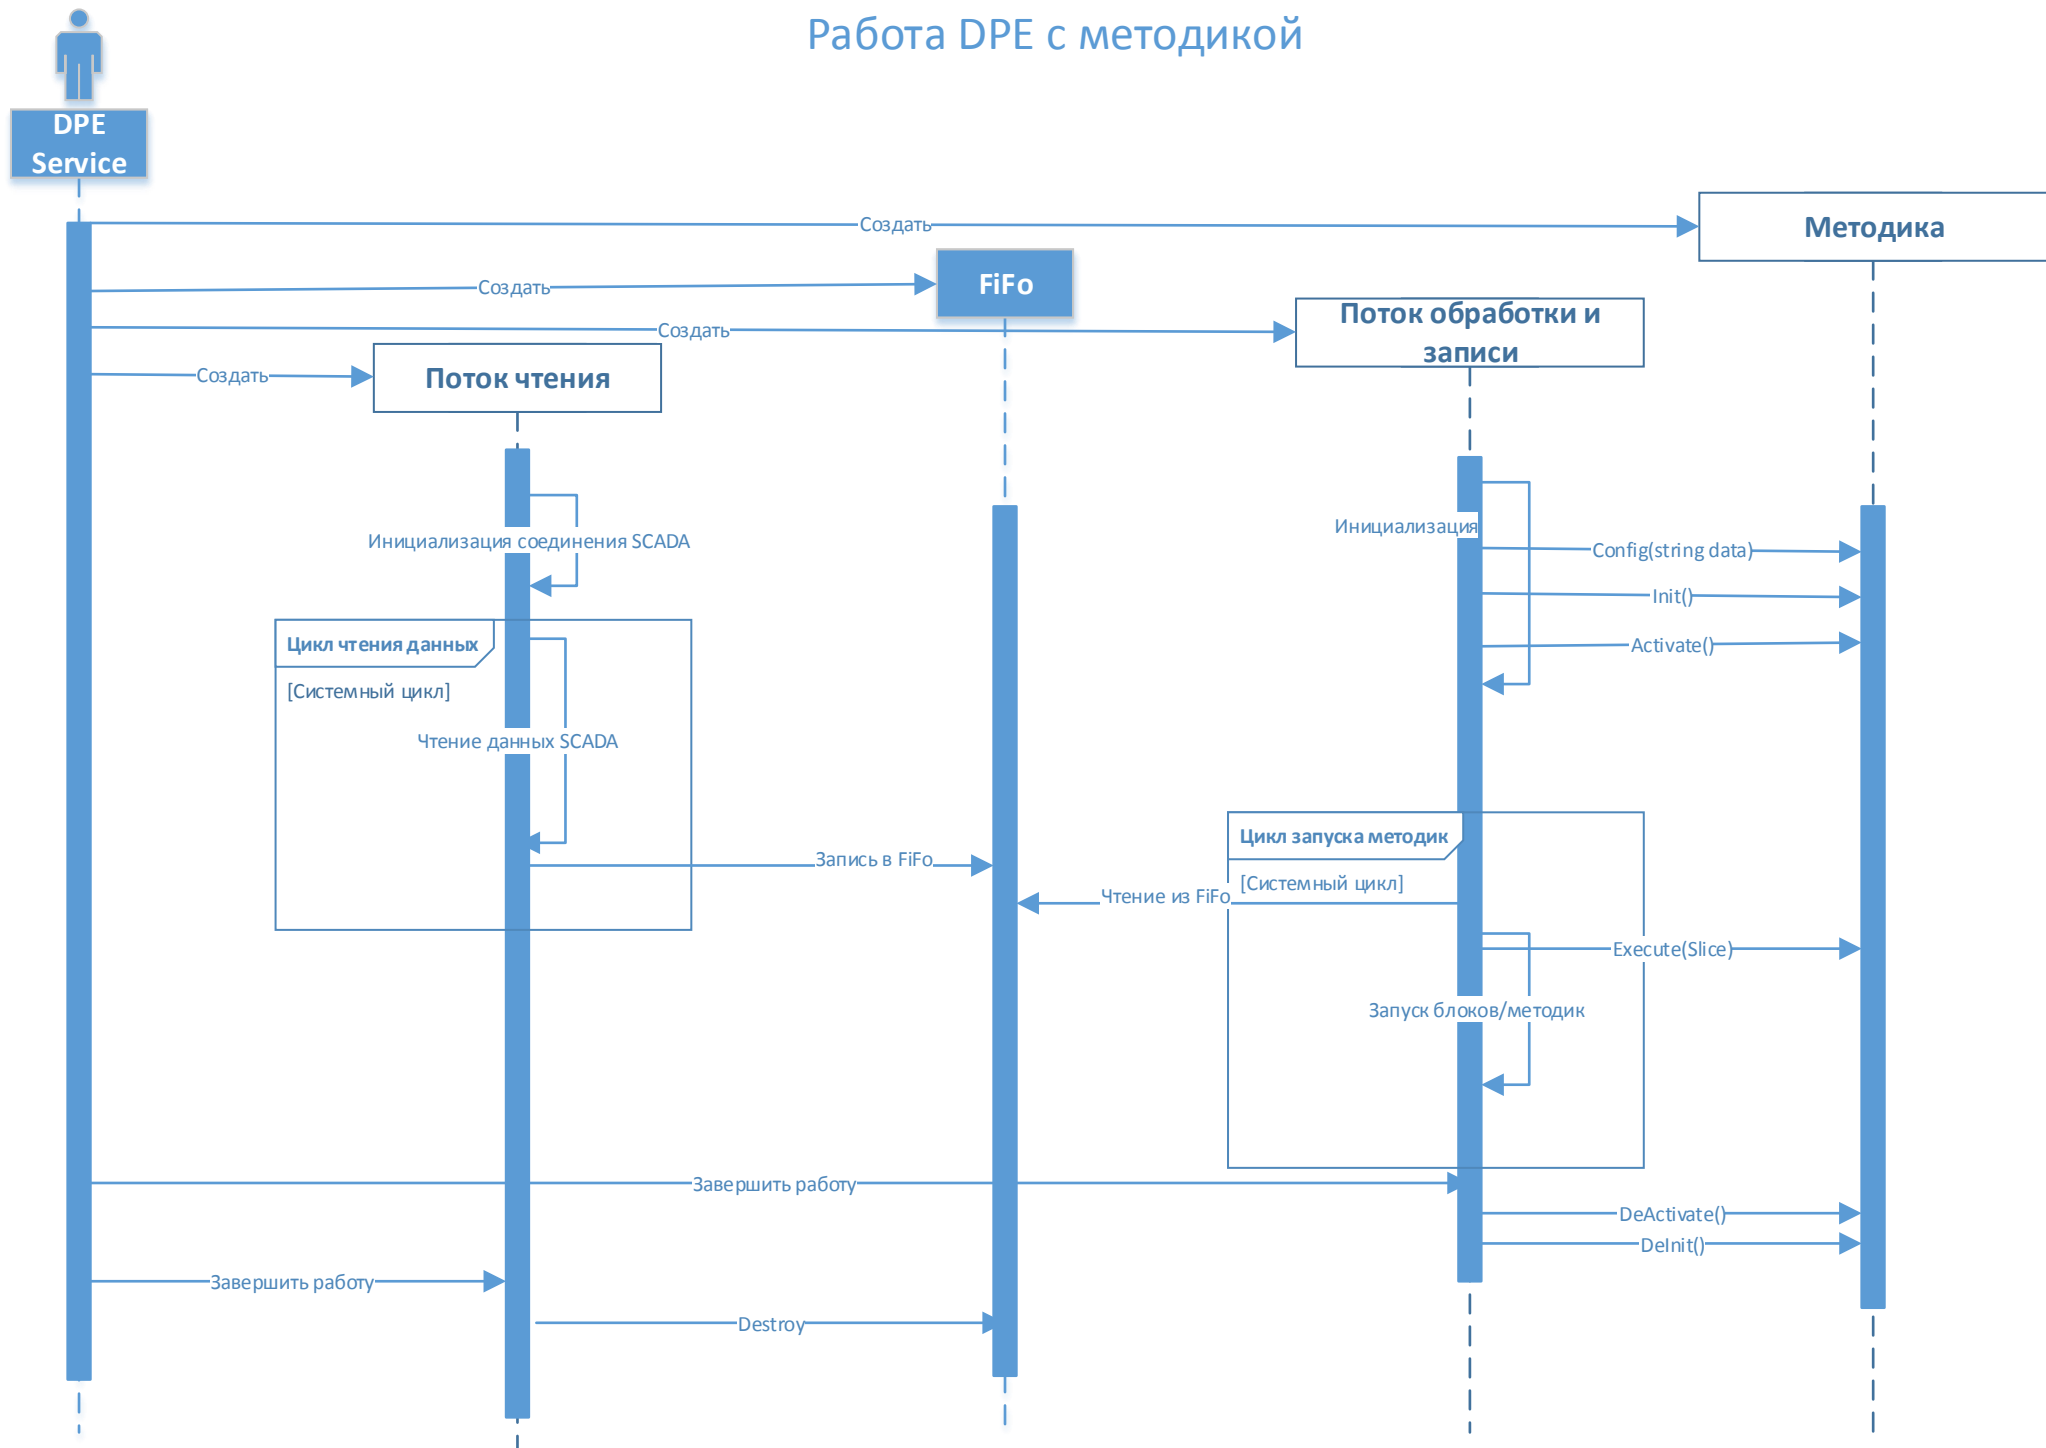 Работа DPE с методикой
DPE
Service
Создать
Методика
Создать
FiFo
Создать
Поток обработки и
записи
Создать
Поток чтения
Инициализация
Инициализация соединения SCADA
Config(string data)
Init()
Цикл чтения данных
Activate()
[Системный цикл]
Чтение данных SCADA
Цикл запуска методик
Запись в FiFo
[Системный цикл]
Чтение из FiFo
Execute(Slice)
Запуск блоков/методик
Завершить работу
DeActivate()
DeInit()
Завершить работу
Destroy